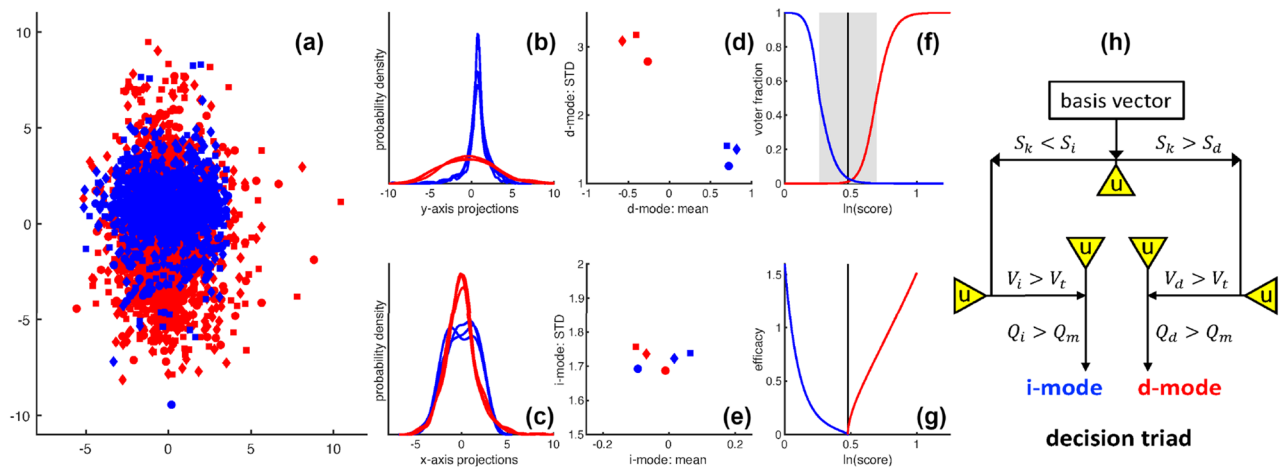 (a)
10
5
0
-5
-10
-5
0
5
10
(b)
probability density
-10
-5
0
5
10
y-axis projections
(c)
probability density
-5
0
5
10
x-axis projections
(d)
d-mode: STD
3
2
1
-1
-0.5
0
0.5
1
d-mode: mean
(e)
i-mode: STD
2
1.9
1.8
1.7
1.6
1.5
-0.2
0
0.2
i-mode: mean
(f)
voter fraction
1
0.8
0.6
0.4
0.2
0
0
0.5
1
ln(score)
(g)
efficacy
1.5
1
0.5
0
0
0.5
1
ln(score)
(h)
basis vector
S_k < S_i
S_k > S_d
u
u
u
V_i > V_t
V_d > V_t
u
u
Q_i > Q_m
Q_d > Q_m
i-mode
d-mode
decision triad